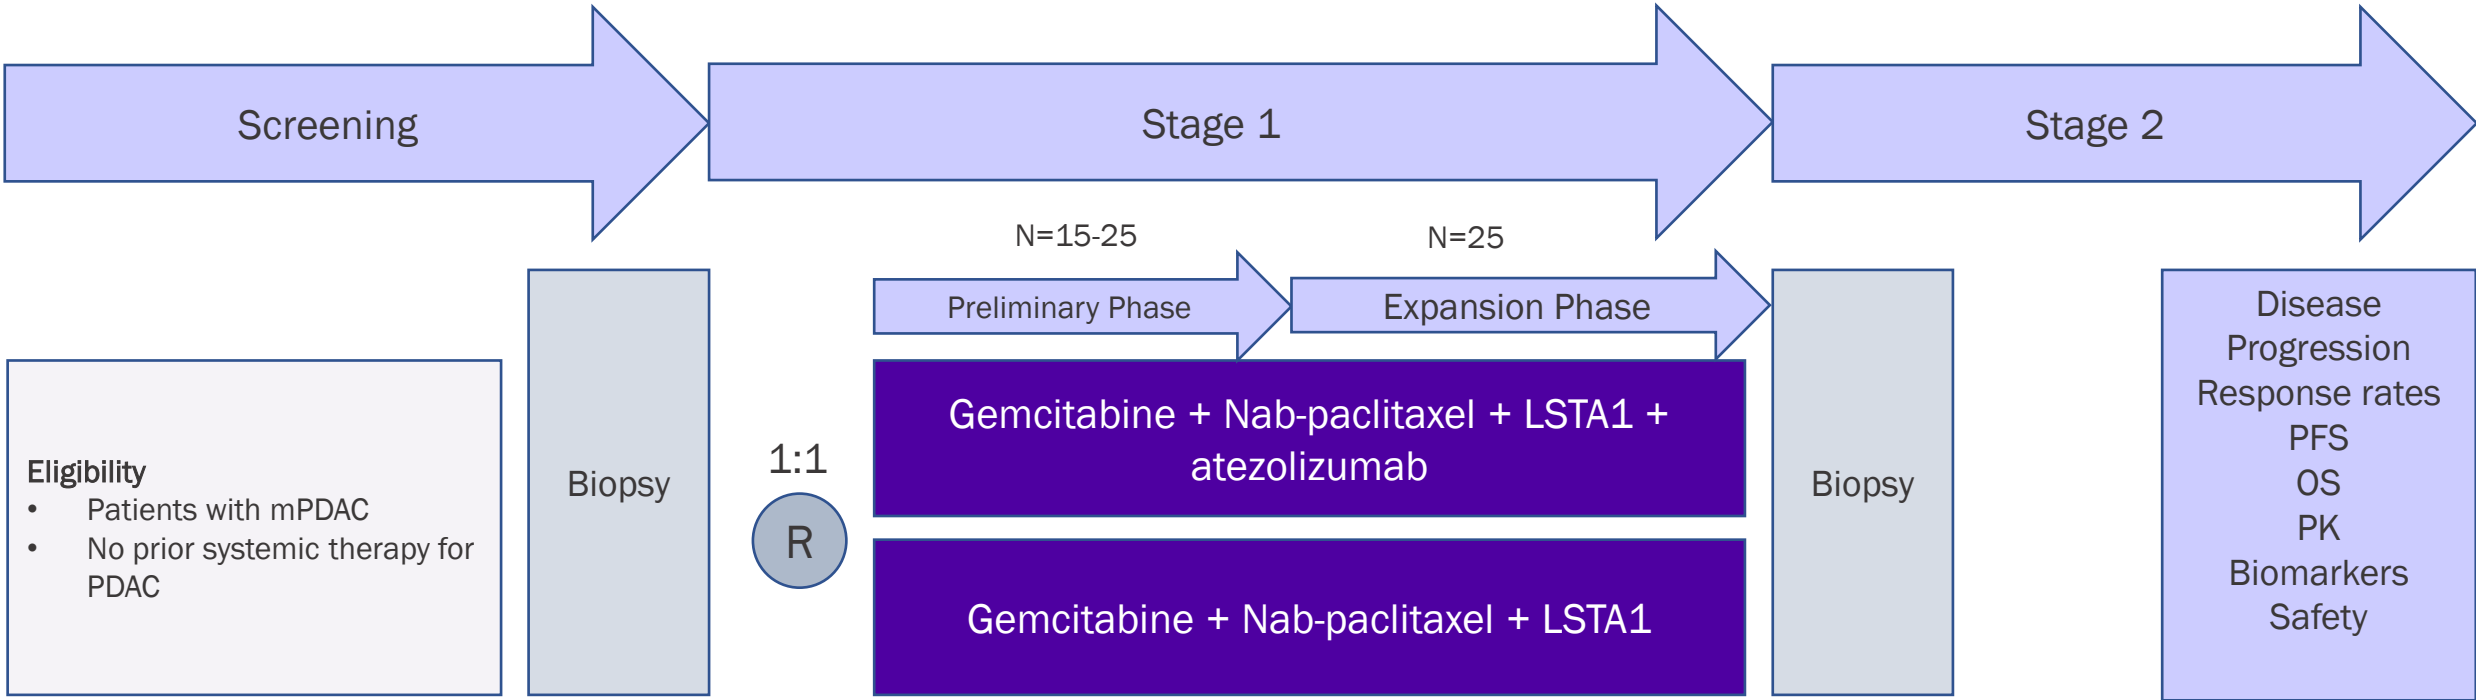 Screening
Stage 1
Stage 2
N=15-25
N=25
Preliminary Phase
Expansion Phase
Eligibility
• Patients with mPDAC
• No prior systemic therapy for
PDAC
Biopsy
1:1
R
Gemcitabine + Nab-paclitaxel + LSTA1 +
atezolizumab
Gemcitabine + Nab-paclitaxel + LSTA1
Biopsy
Disease
Progression
Response rates
PFS
OS
PK
Biomarkers
Safety